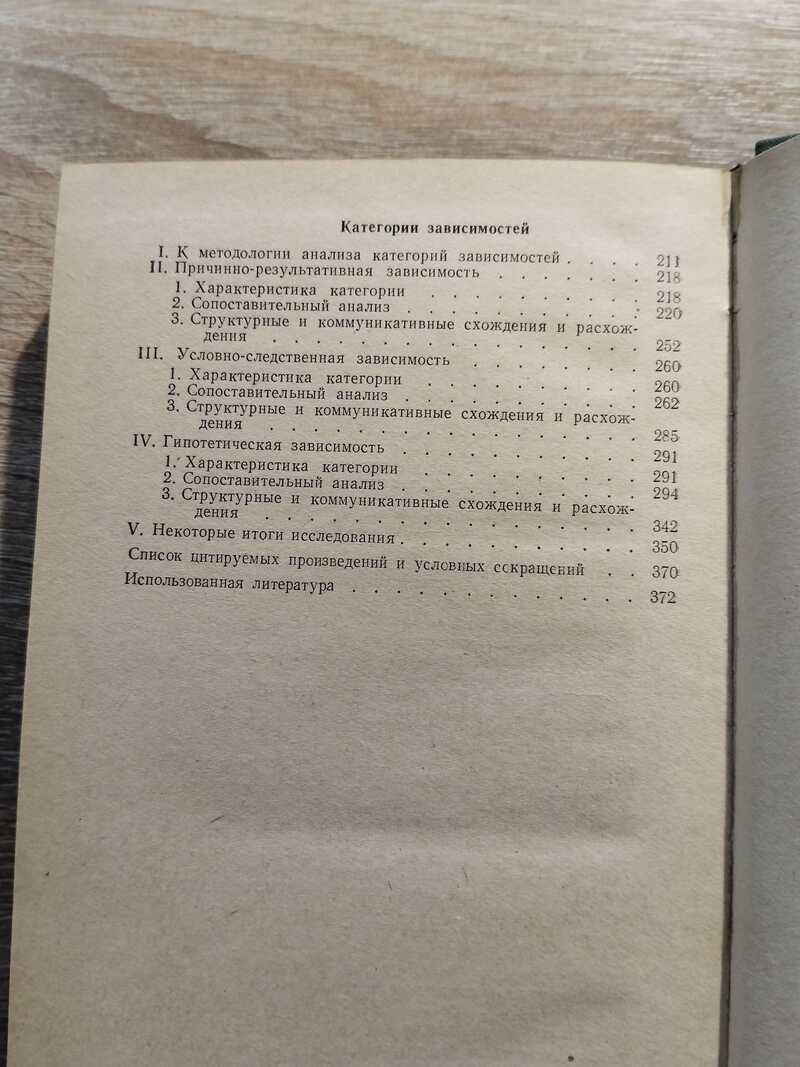 Категории зависимостей
I. К методологии анализа категорий зависимостей . . . . 211
II. Причинно-результативная зависимость . . . . . . . 218
1. Характеристика категории . . . . . . . . . 218
2. Сопоставительный анализ . . . . . . . . . . 220
3. Структурные и коммуникативные схождения и расхож-
дения . . . . . . . . . . . . . . . 252
III. Условно-следственная зависимость . . . . . . . . 260
1. Характеристика категории . . . . . . . . . 260
2. Сопоставительный анализ . . . . . . . . . . 262
3. Структурные и коммуникативные схождения и расхож-
дения . . . . . . . . . . . . . . . 285
IV. Гипотетическая зависимость . . . . . . . . . . 291
1. Характеристика категории . . . . . . . . . 291
2. Сопоставительный анализ . . . . . . . . . . 294
3. Структурные и коммуникативные схождения и расхож-
дения . . . . . . . . . . . . . . . 342
V. Некоторые итоги исследования . . . . . . . . . . 350
Список цитируемых произведений и условных сскращений . . 370
Использованная литература . . . . . . . . . . . . 372